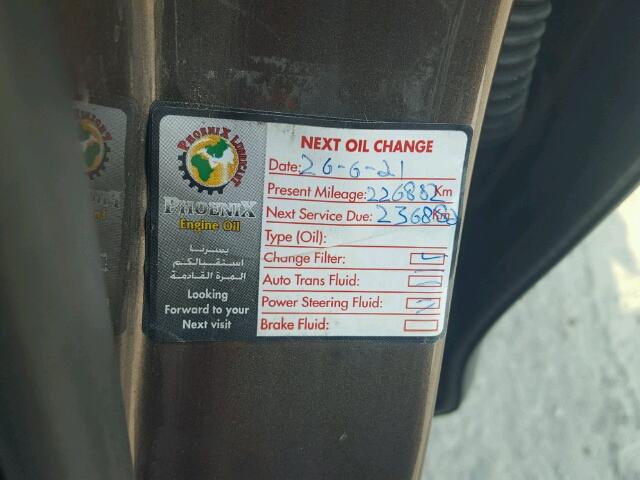 PHOENIX LUBRICANT
PHOENIX
Engine Oil
يسرنا
استقبالكم
المرة القادمة
Looking
Forward to your
Next visit
NEXT OIL CHANGE
Date: 26-6-21
Present Mileage: 226882 Km
Next Service Due: 236882 Km
Type (Oil):
Change Filter:
Auto Trans Fluid:
Power Steering Fluid:
Brake Fluid: